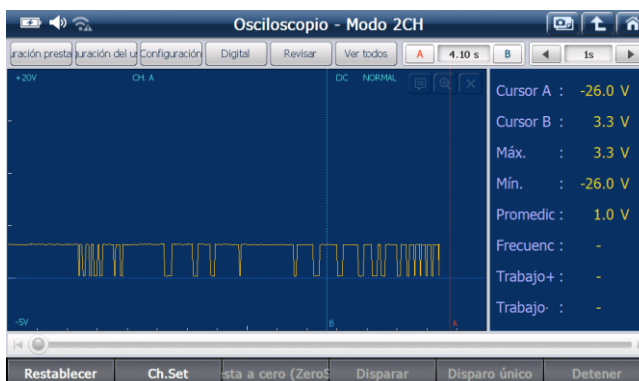 Osciloscopio - Modo 2CH
ración presta uración del u Configuración Digital Revisar Ver todos A 4.10 s B 1s
+20V CH. A DC NORMAL
Cursor A : -26.0 V
Cursor B : 3.3 V
Máx. : 3.3 V
Mín. : -26.0 V
Promedic : 1.0 V
Frecuenc : -
Trabajo+ : -
Trabajo- : -
-5V B A
Restablecer Ch.Set esta a cero (ZeroS Disparar Disparo único Detener